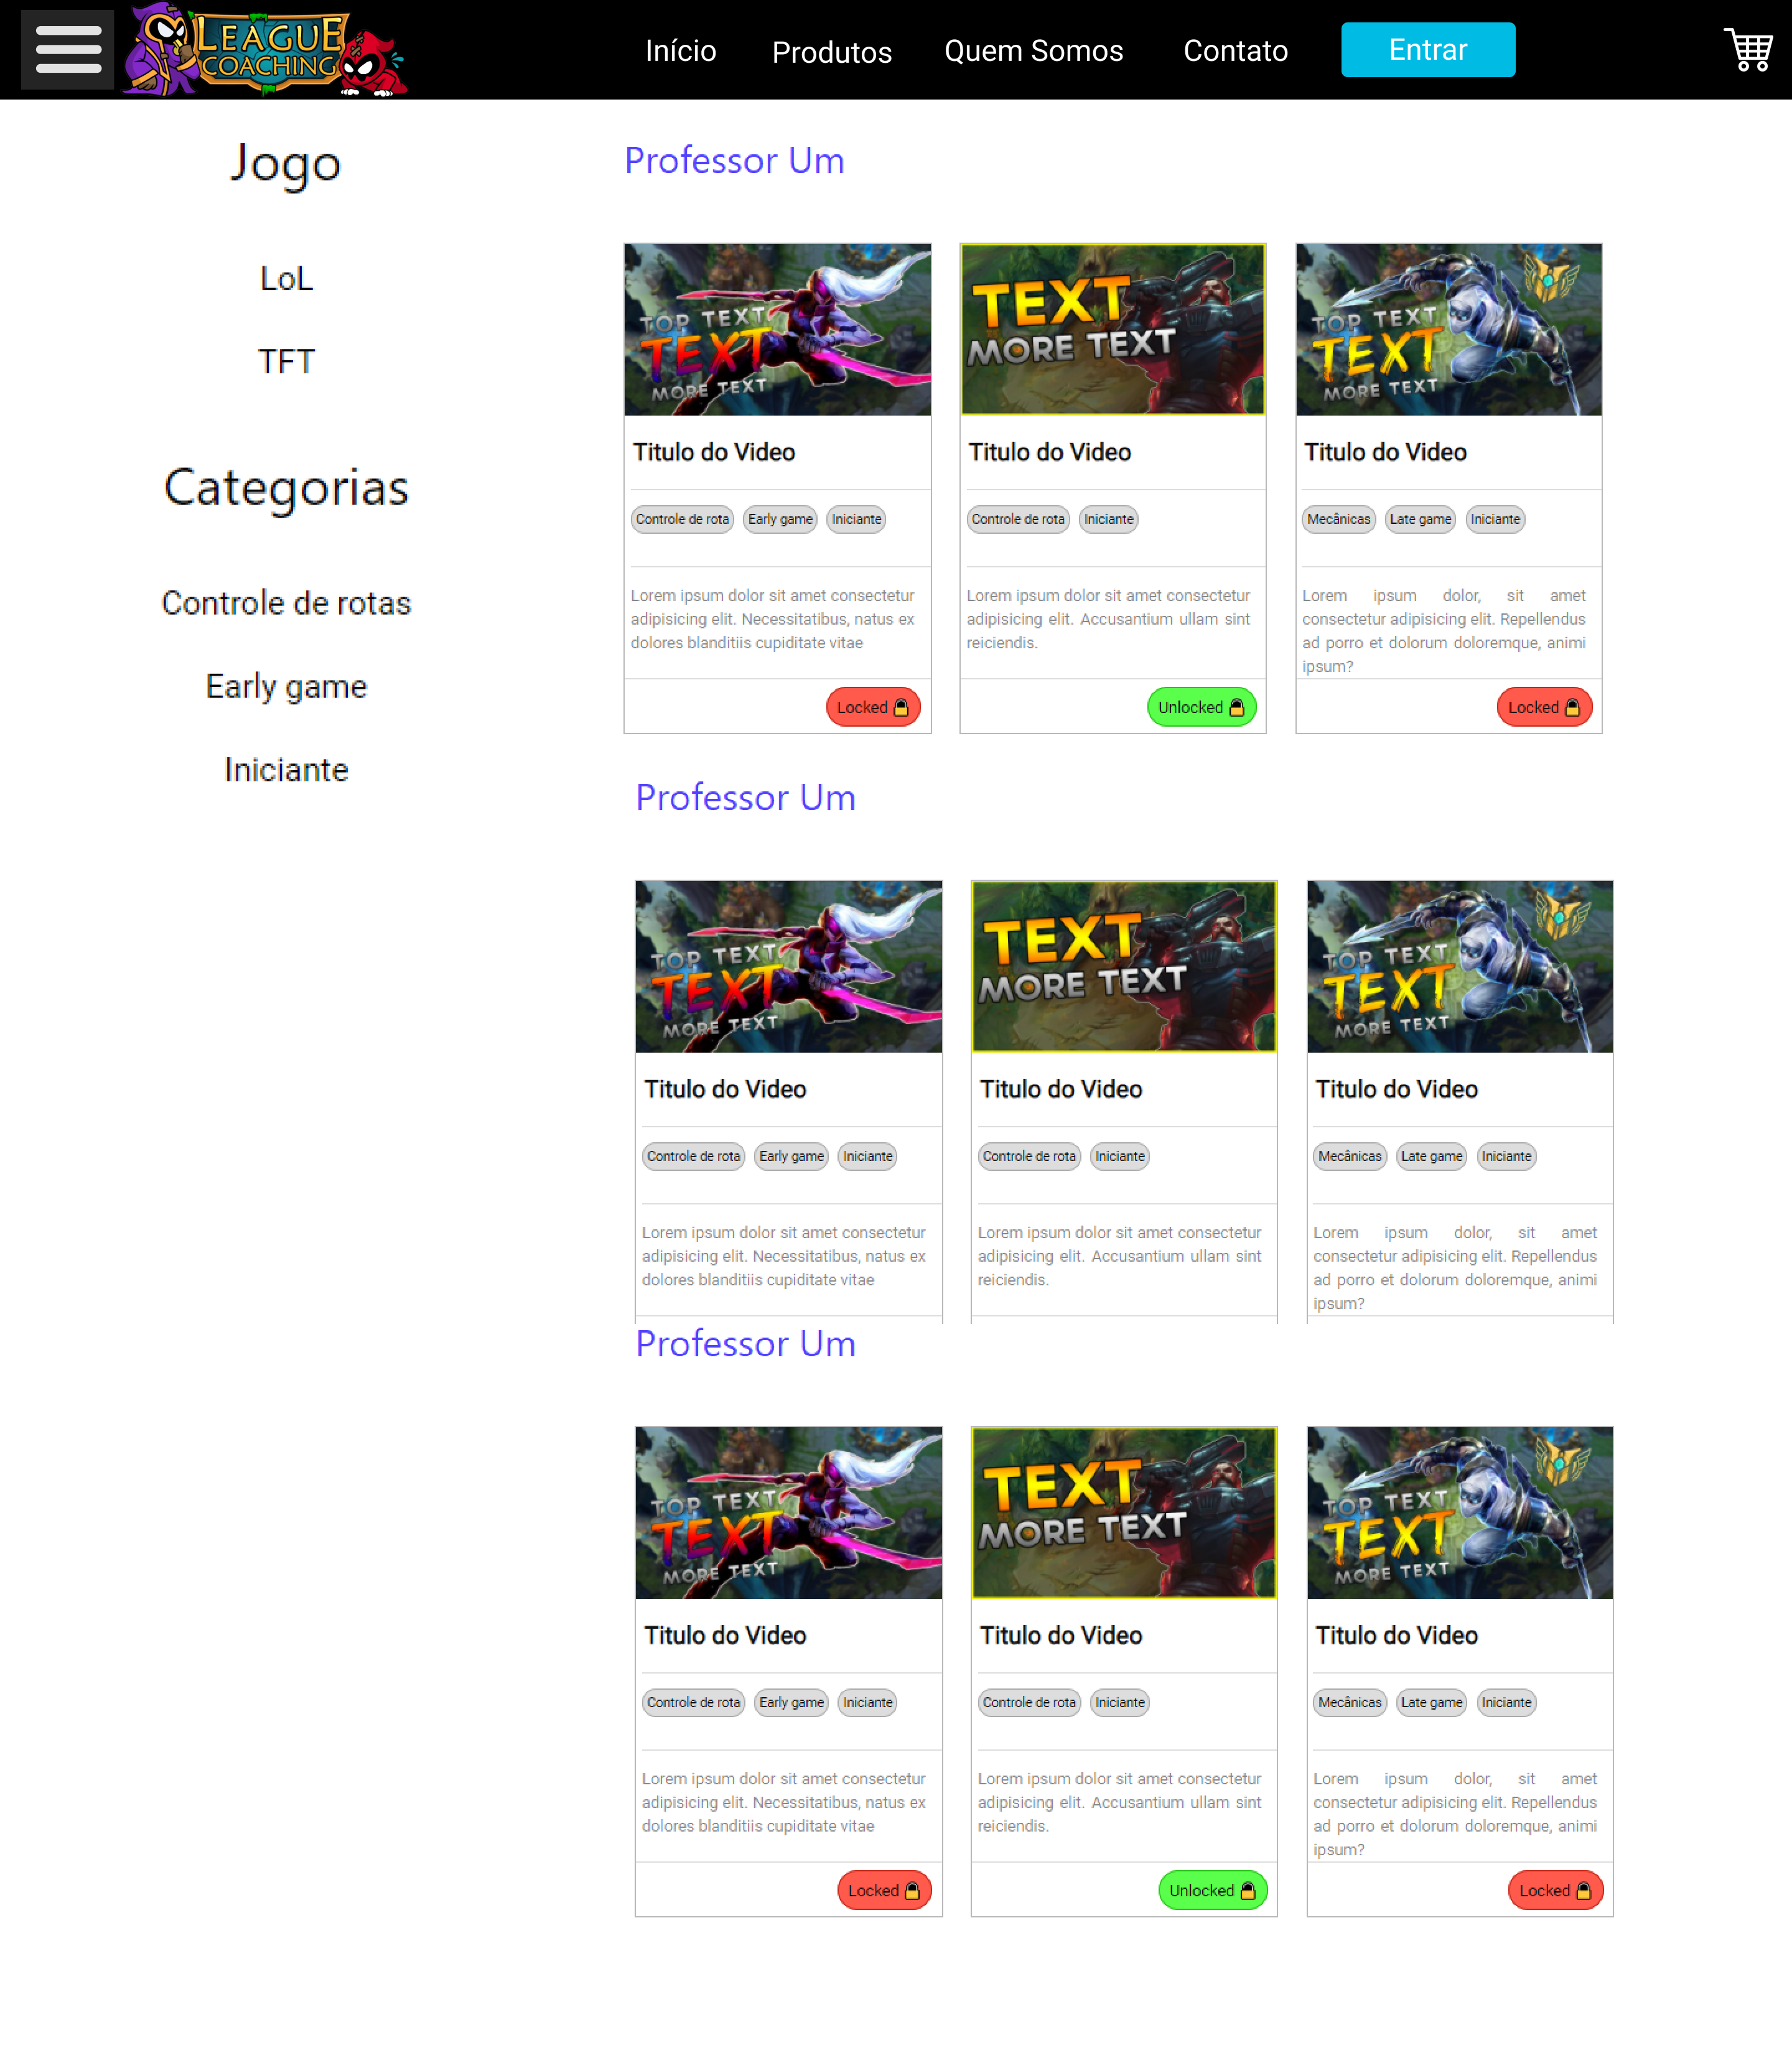 LEAGUE
COACHING
Início
Produtos
Quem Somos
Contato
Entrar
Jogo
LoL
TFT
Categorias
Controle de rotas
Early game
Iniciante
Professor Um
TOP TEXT
TEXT
MORE TEXT
Titulo do Video
Controle de rota
Early game
Iniciante
Lorem ipsum dolor sit amet consectetur
adipisicing elit. Necessitatibus, natus ex
dolores blanditiis cupiditate vitae
Locked
TEXT
MORE TEXT
Titulo do Video
Controle de rota
Iniciante
Lorem ipsum dolor sit amet consectetur
adipisicing elit. Accusantium ullam sint
reiciendis.
Unlocked
TOP TEXT
TEXT
MORE TEXT
Titulo do Video
Mecânicas
Late game
Iniciante
Lorem ipsum dolor, sit amet
consectetur adipisicing elit. Repellendus
ad porro et dolorum doloremque, animi
ipsum?
Locked
Professor Um
TOP TEXT
TEXT
MORE TEXT
Titulo do Video
Controle de rota
Early game
Iniciante
Lorem ipsum dolor sit amet consectetur
adipisicing elit. Necessitatibus, natus ex
dolores blanditiis cupiditate vitae
TEXT
MORE TEXT
Titulo do Video
Controle de rota
Iniciante
Lorem ipsum dolor sit amet consectetur
adipisicing elit. Accusantium ullam sint
reiciendis.
TOP TEXT
TEXT
MORE TEXT
Titulo do Video
Mecânicas
Late game
Iniciante
Lorem ipsum dolor, sit amet
consectetur adipisicing elit. Repellendus
ad porro et dolorum doloremque, animi
ipsum?
Professor Um
TOP TEXT
TEXT
MORE TEXT
Titulo do Video
Controle de rota
Early game
Iniciante
Lorem ipsum dolor sit amet consectetur
adipisicing elit. Necessitatibus, natus ex
dolores blanditiis cupiditate vitae
Locked
TEXT
MORE TEXT
Titulo do Video
Controle de rota
Iniciante
Lorem ipsum dolor sit amet consectetur
adipisicing elit. Accusantium ullam sint
reiciendis.
Unlocked
TOP TEXT
TEXT
MORE TEXT
Titulo do Video
Mecânicas
Late game
Iniciante
Lorem ipsum dolor, sit amet
consectetur adipisicing elit. Repellendus
ad porro et dolorum doloremque, animi
ipsum?
Locked